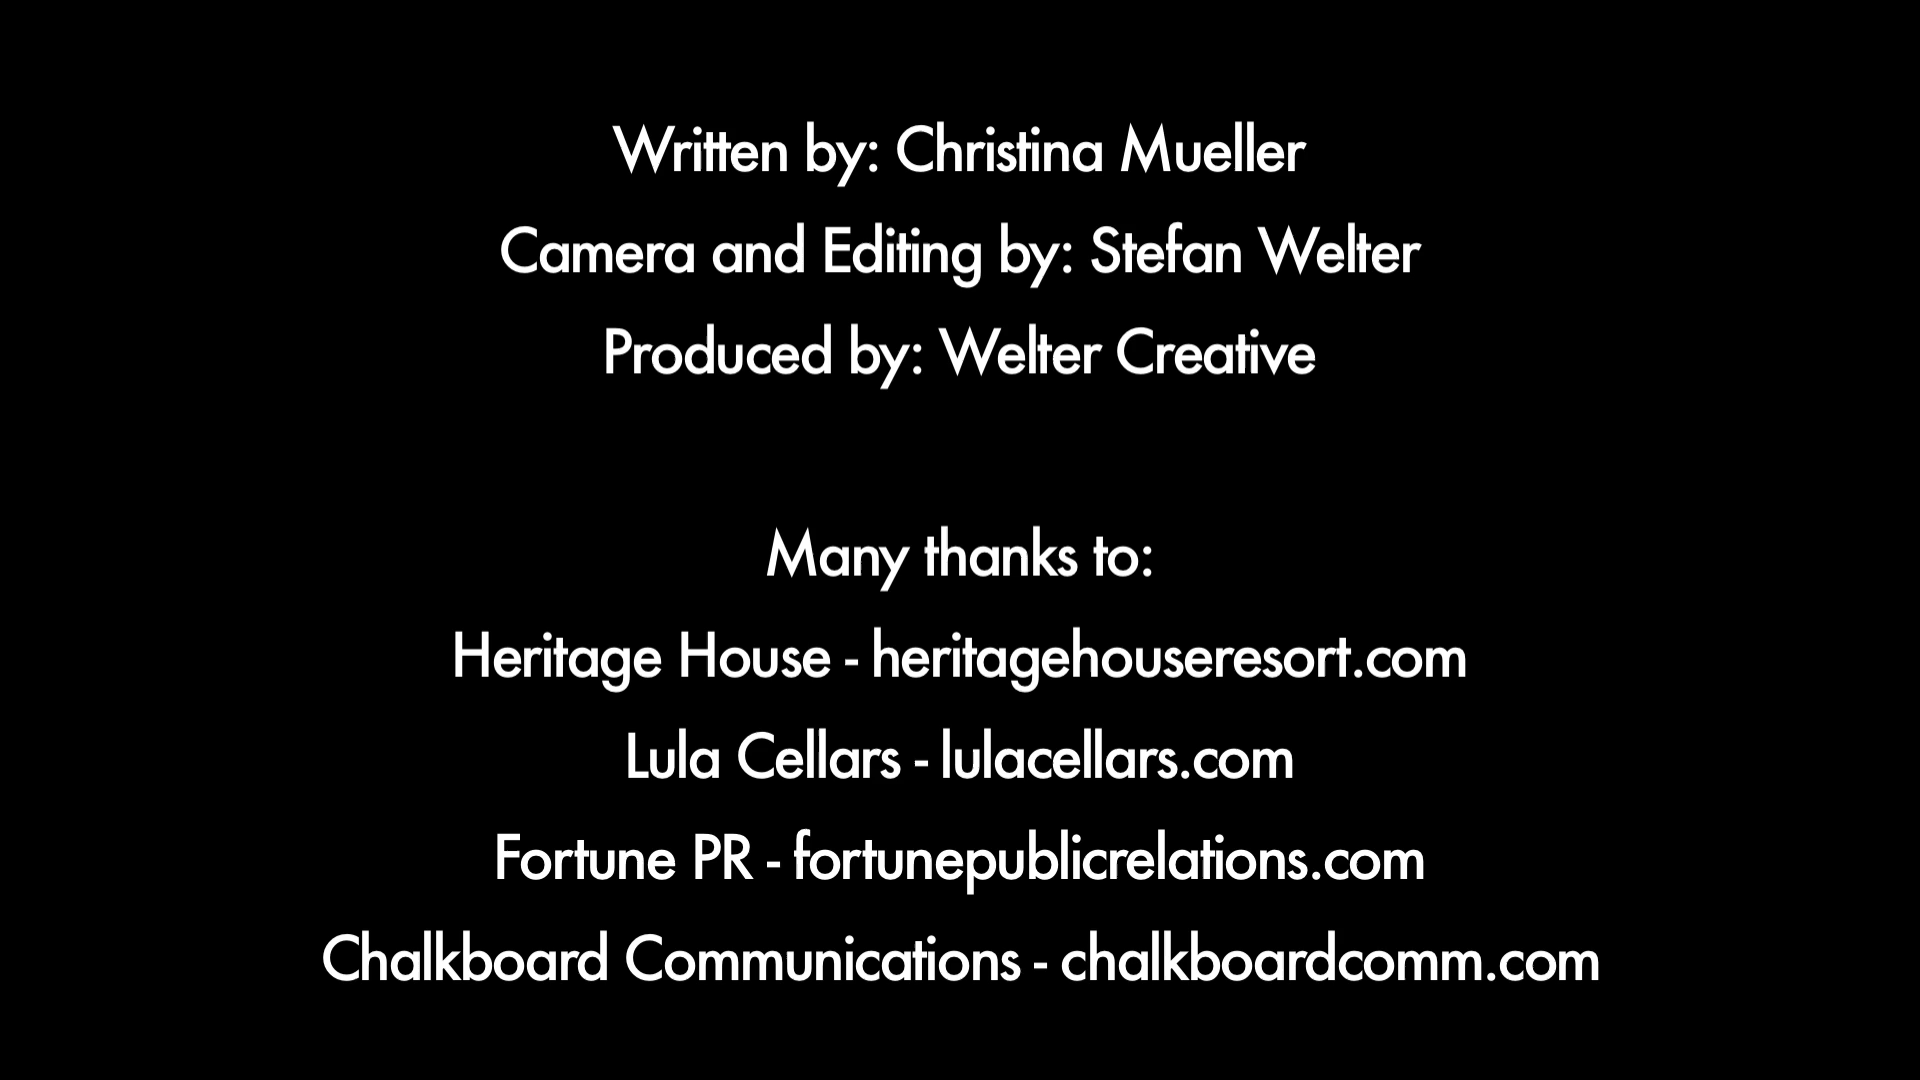 Written by: Christina Mueller
Camera and Editing by: Stefan Welter
Produced by: Welter Creative
Many thanks to:
Heritage House - heritagehouseresort.com
Lula Cellars - lulacellars.com
Fortune PR - fortunepublicrelations.com
Chalkboard Communications - chalkboardcomm.com